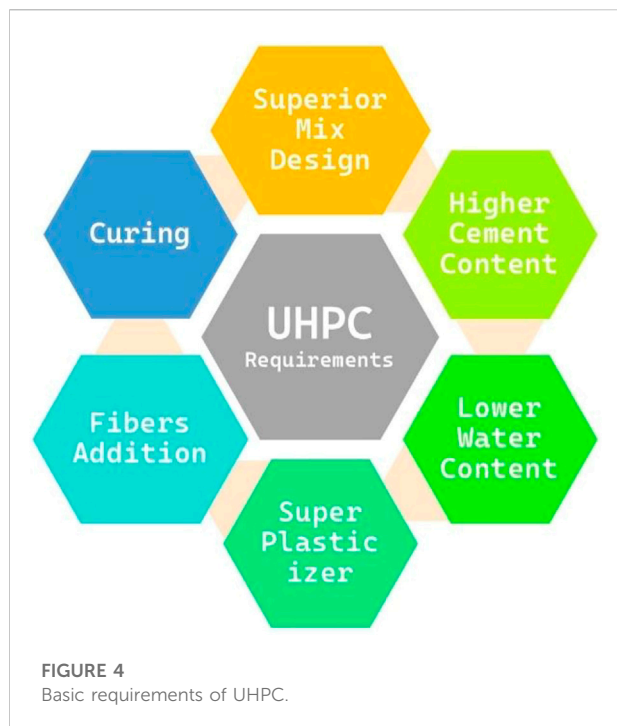 Superior
Mix
Design
Higher
Cement
Content
Lower
Water
Content
Super
Plastic
izer
Fibers
Addition
Curing
UHPC
Requirements
FIGURE 4
Basic requirements of UHPC.